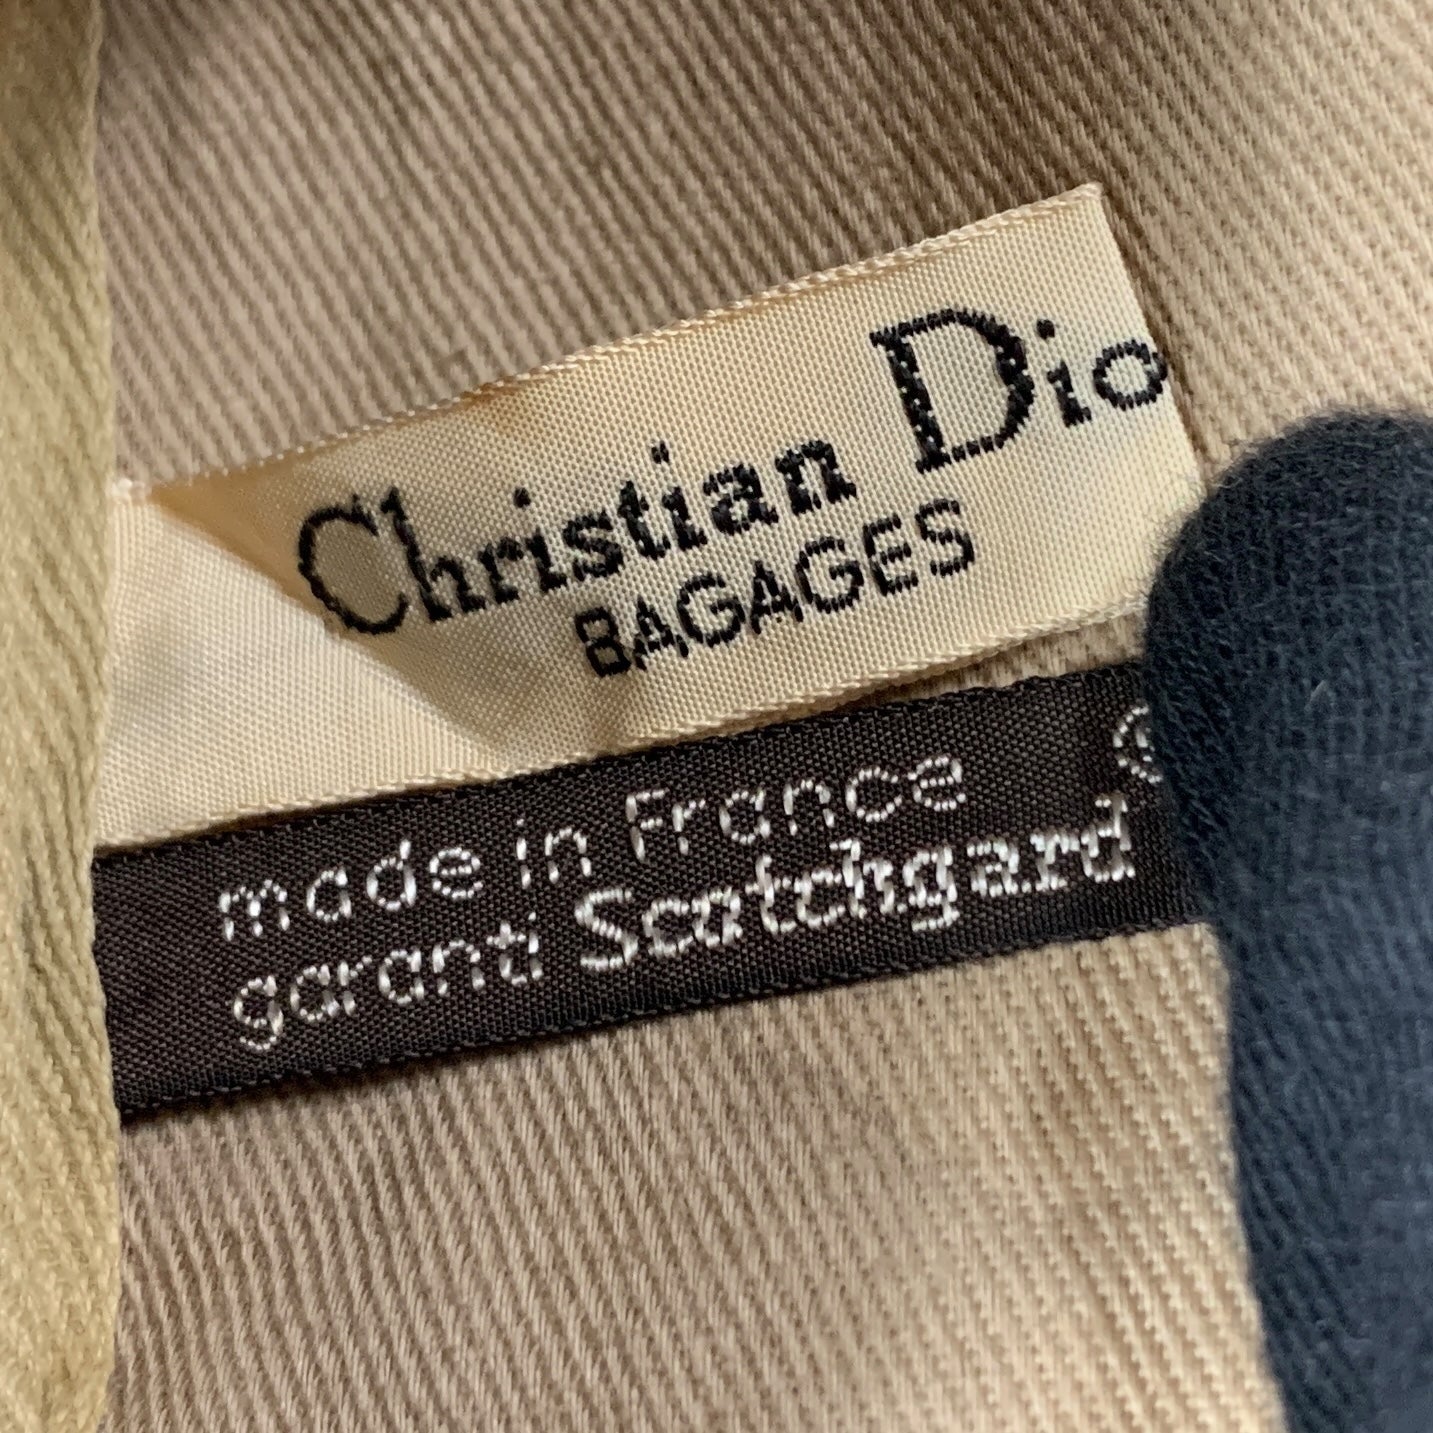 Christian Dio
BAGAGES
made in France
garanti Scotchgard